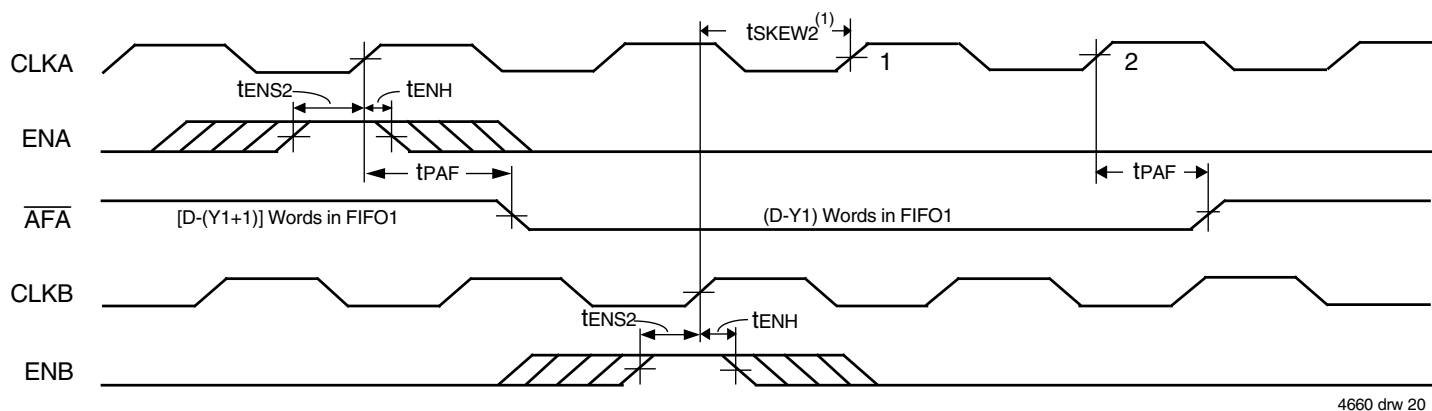 tSKEW2(1)
CLKA
1
2
tENS2
tENH
ENA
tPAF
tPAF
AFA
[D-(Y1+1)] Words in FIFO1
(D-Y1) Words in FIFO1
CLKB
tENS2
tENH
ENB
4660 drw 20